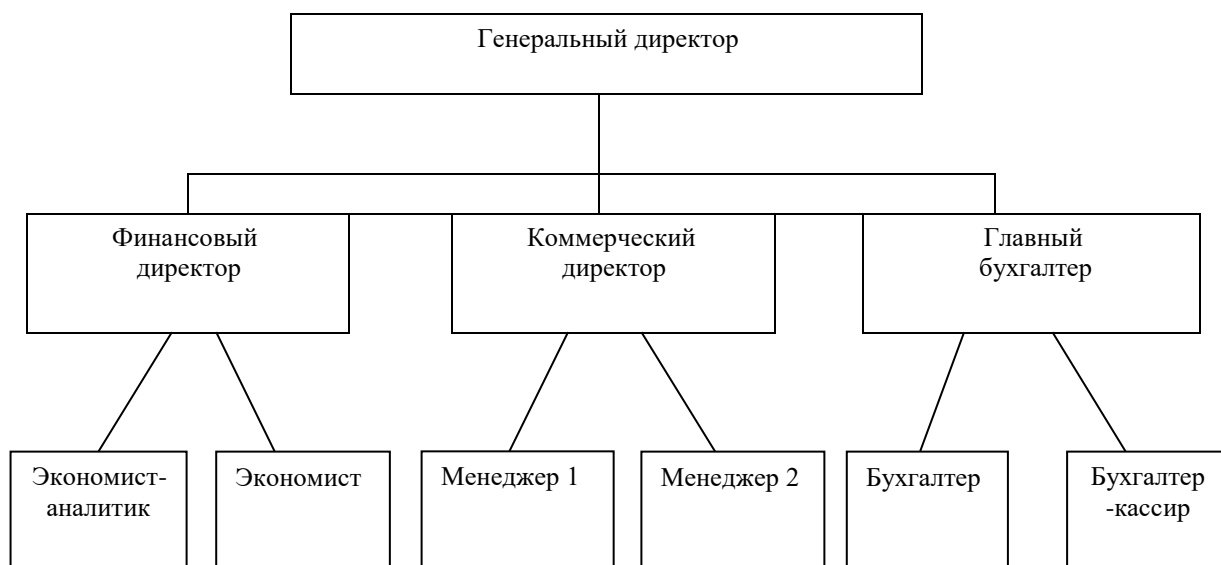 Генеральный директор
Финансовый
директор
Коммерческий
директор
Главный
бухгалтер
Экономист-
аналитик
Экономист
Менеджер 1
Менеджер 2
Бухгалтер
Бухгалтер
-кассир